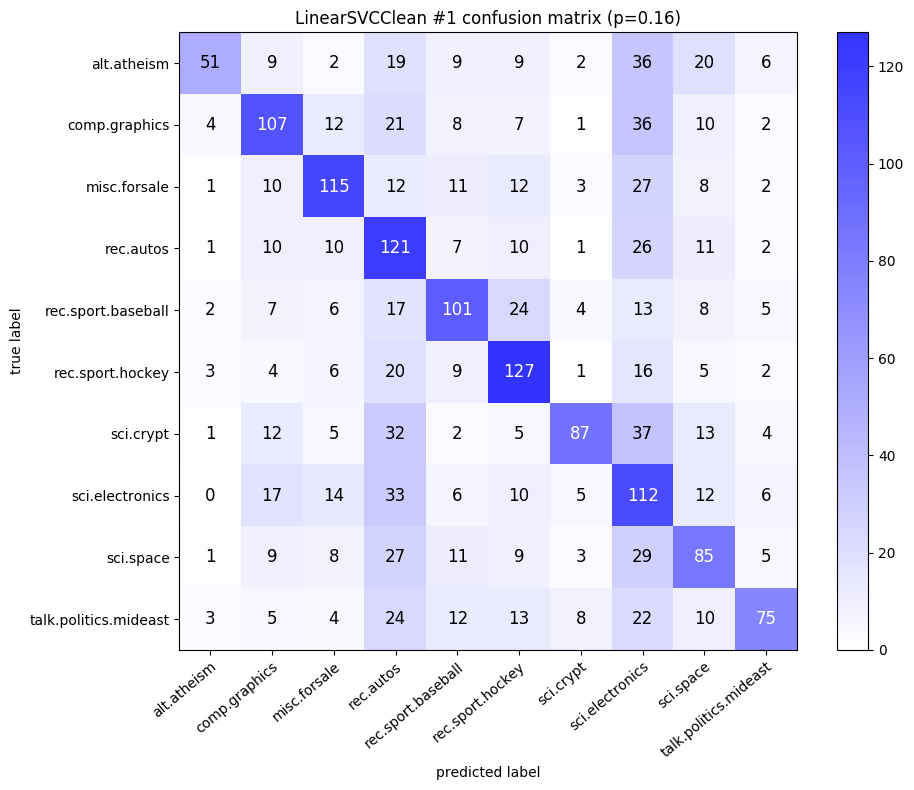 LinearSVCClean #1 confusion matrix (p=0.16)
true label
alt.atheism 51 9 2 19 9 9 2 36 20 6
comp.graphics 4 107 12 21 8 7 1 36 10 2
misc.forsale 1 10 115 12 11 12 3 27 8 2
rec.autos 1 10 10 121 7 10 1 26 11 2
rec.sport.baseball 2 7 6 17 101 24 4 13 8 5
rec.sport.hockey 3 4 6 20 9 127 1 16 5 2
sci.crypt 1 12 5 32 2 5 87 37 13 4
sci.electronics 0 17 14 33 6 10 5 112 12 6
sci.space 1 9 8 27 11 9 3 29 85 5
talk.politics.mideast 3 5 4 24 12 13 8 22 10 75
alt.atheism
comp.graphics
misc.forsale
rec.autos
rec.sport.baseball
rec.sport.hockey
sci.crypt
sci.electronics
sci.space
talk.politics.mideast
predicted label
120
100
80
60
40
20
0